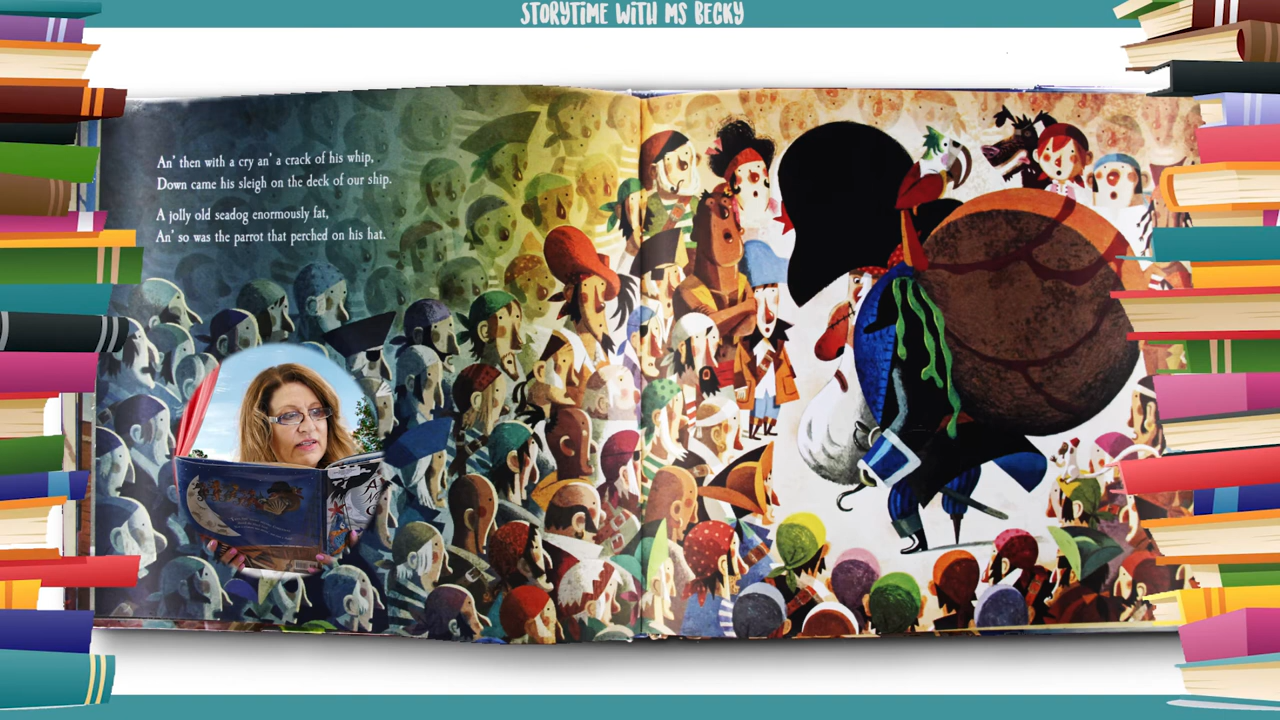 STORYTIME WITH MS BECKY
An' then with a cry an' a crack of his whip,
Down came his sleigh on the deck of our ship.
A jolly old seadog enormously fat,
An' so was the parrot that perched on his hat.